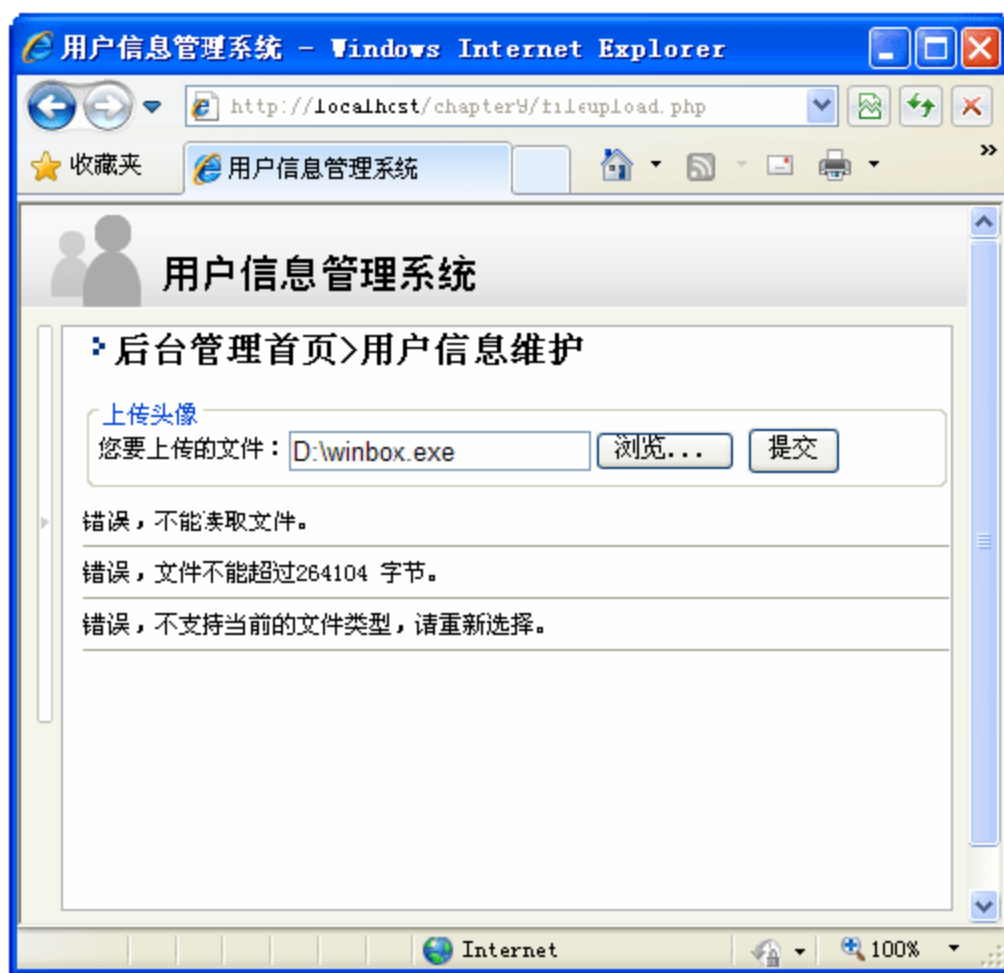 用户信息管理系统 - Windows Internet Explorer
http://localhcst/chapter9/fileupload.php
收藏夹
用户信息管理系统
用户信息管理系统
后台管理首页>用户信息维护
上传头像
您要上传的文件：D:\winbox.exe 浏览... 提交
错误，不能读取文件。
错误，文件不能超过264104 字节。
错误，不支持当前的文件类型，请重新选择。
Internet 100%